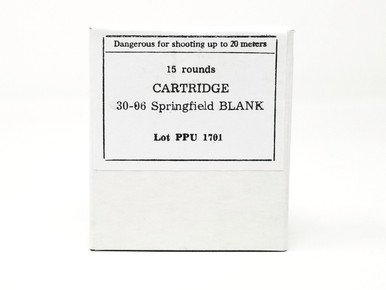 Dangerous for shooting up to 20 meters
15 rounds
CARTRIDGE
30-06 Springfield BLANK
Lot PPU 1701